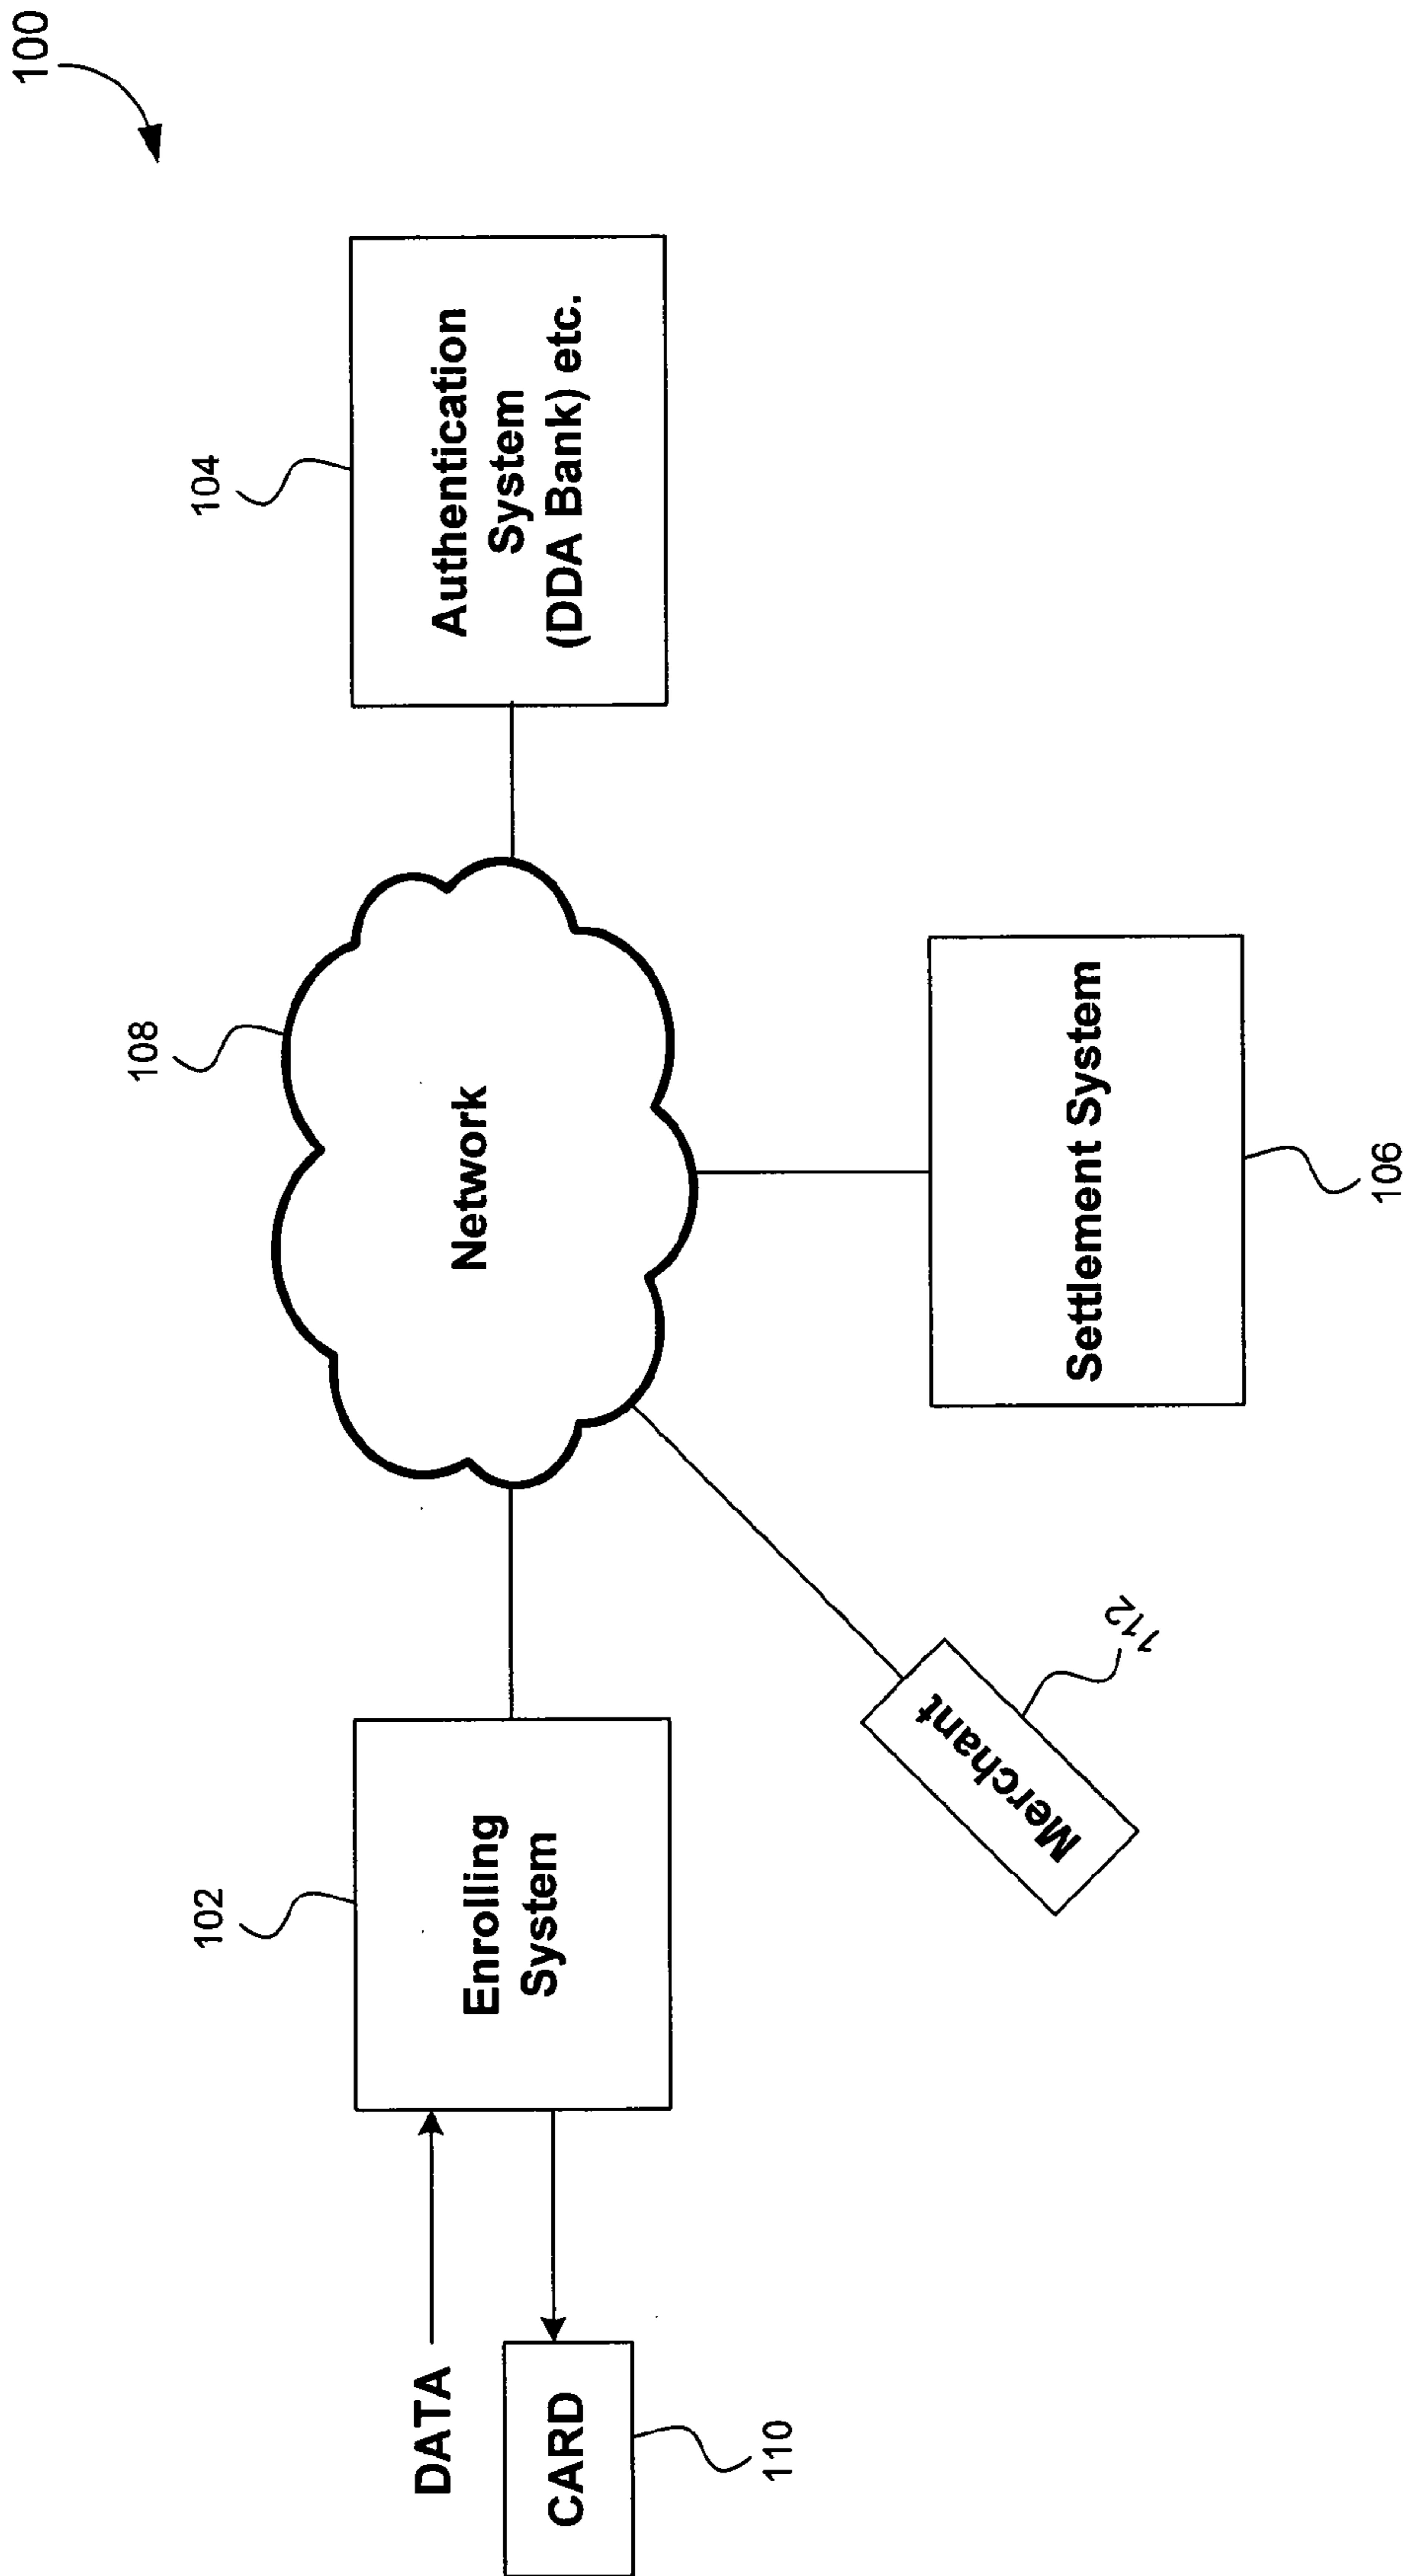 100
104
Authentication
System
(DDA Bank) etc.
108
Network
Settlement System
106
102
Enrolling
System
Merchant
112
DATA
CARD
110